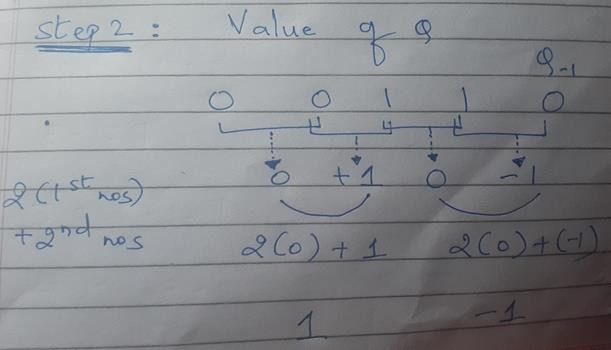 Step 2 : Value of Q
Q-1
0 0 1 1 0
0 +1 0 -1
2(1st nos)
+ 2nd nos
2(0) + 1 2(0) + (-1)
1 -1